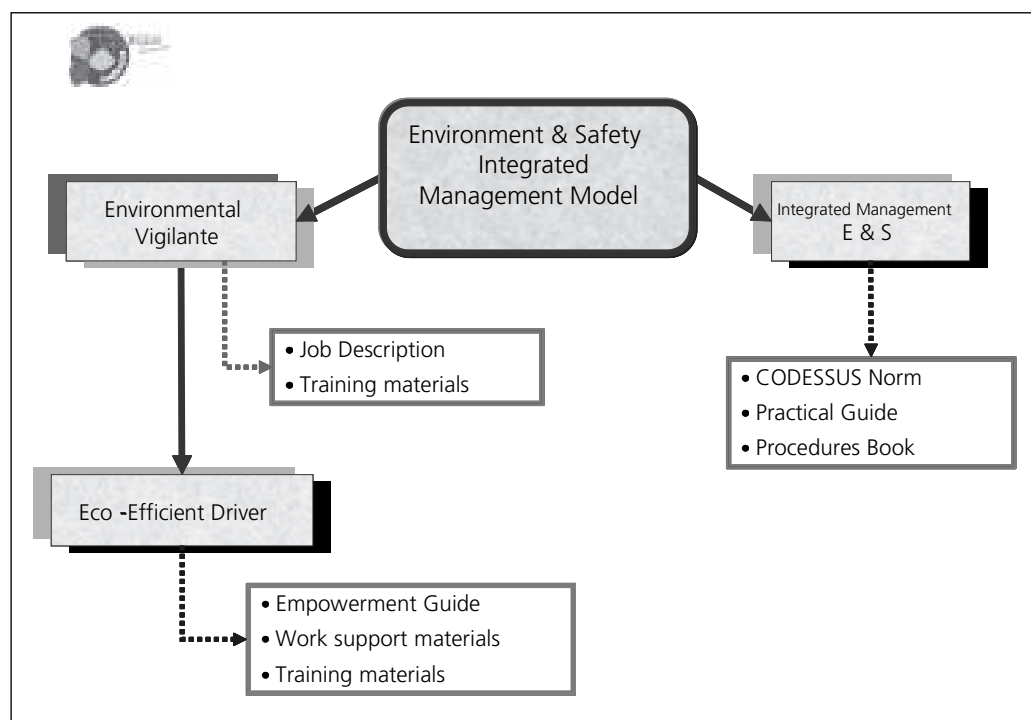 Environment & Safety
Integrated
Management Model
Environmental
Vigilante
Integrated Management
E & S
• Job Description
• Training materials
• CODESSUS Norm
• Practical Guide
• Procedures Book
Eco -Efficient Driver
• Empowerment Guide
• Work support materials
• Training materials